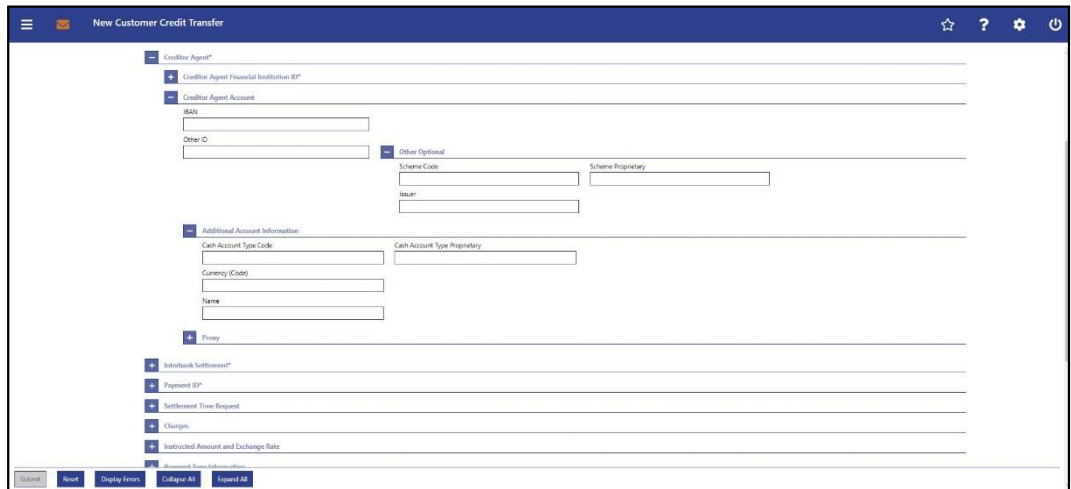 New Customer Credit Transfer
Creditor Agent*
Creditor Agent Financial Institution ID*
Creditor Agent Account
IBAN
Other ID
Other Optional
Scheme Code Scheme Proprietary
Issuer
Additional Account Information
Cash Account Type Code Cash Account Type Proprietary
Currency (Code)
Name
Proxy
Interbank Settlement*
Payment ID*
Settlement Time Request
Charges
Instructed Amount and Exchange Rate
Payment Type Information
Submit Reset Display Errors Collapse All Expand All